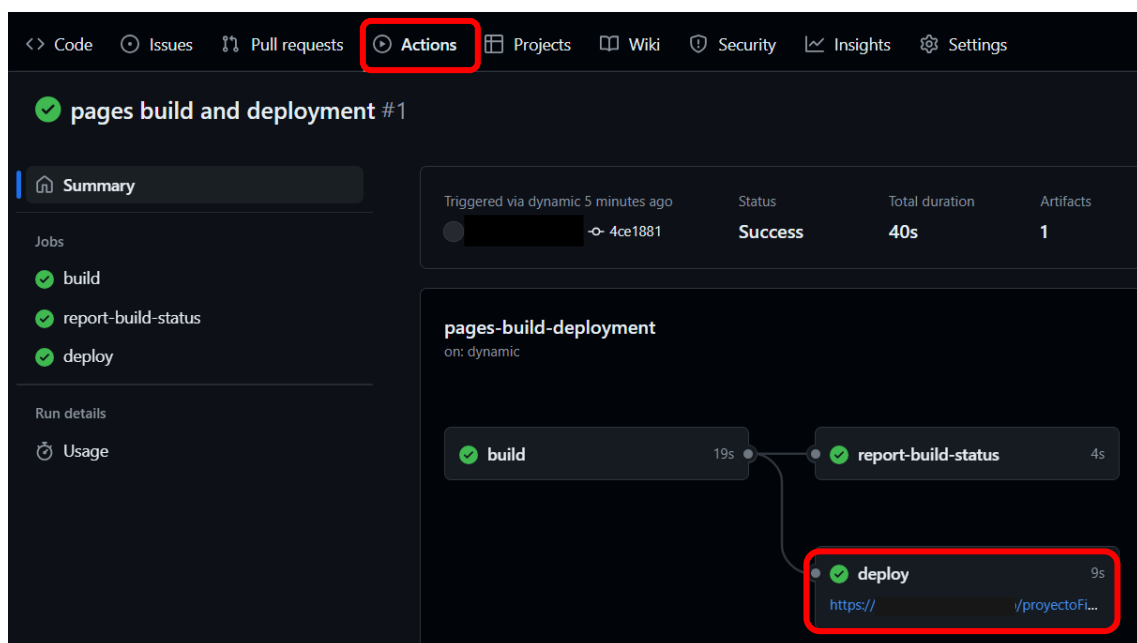 <> Code Issues Pull requests Actions Projects Wiki Security Insights Settings
pages build and deployment #1
Summary
Jobs
build
report-build-status
deploy
Run details
Usage
Triggered via dynamic 5 minutes ago Status Total duration Artifacts
4ce1881 Success 40s 1
pages-build-deployment
on: dynamic
build 19s
report-build-status 4s
deploy 9s
https:// /proyectoFi...